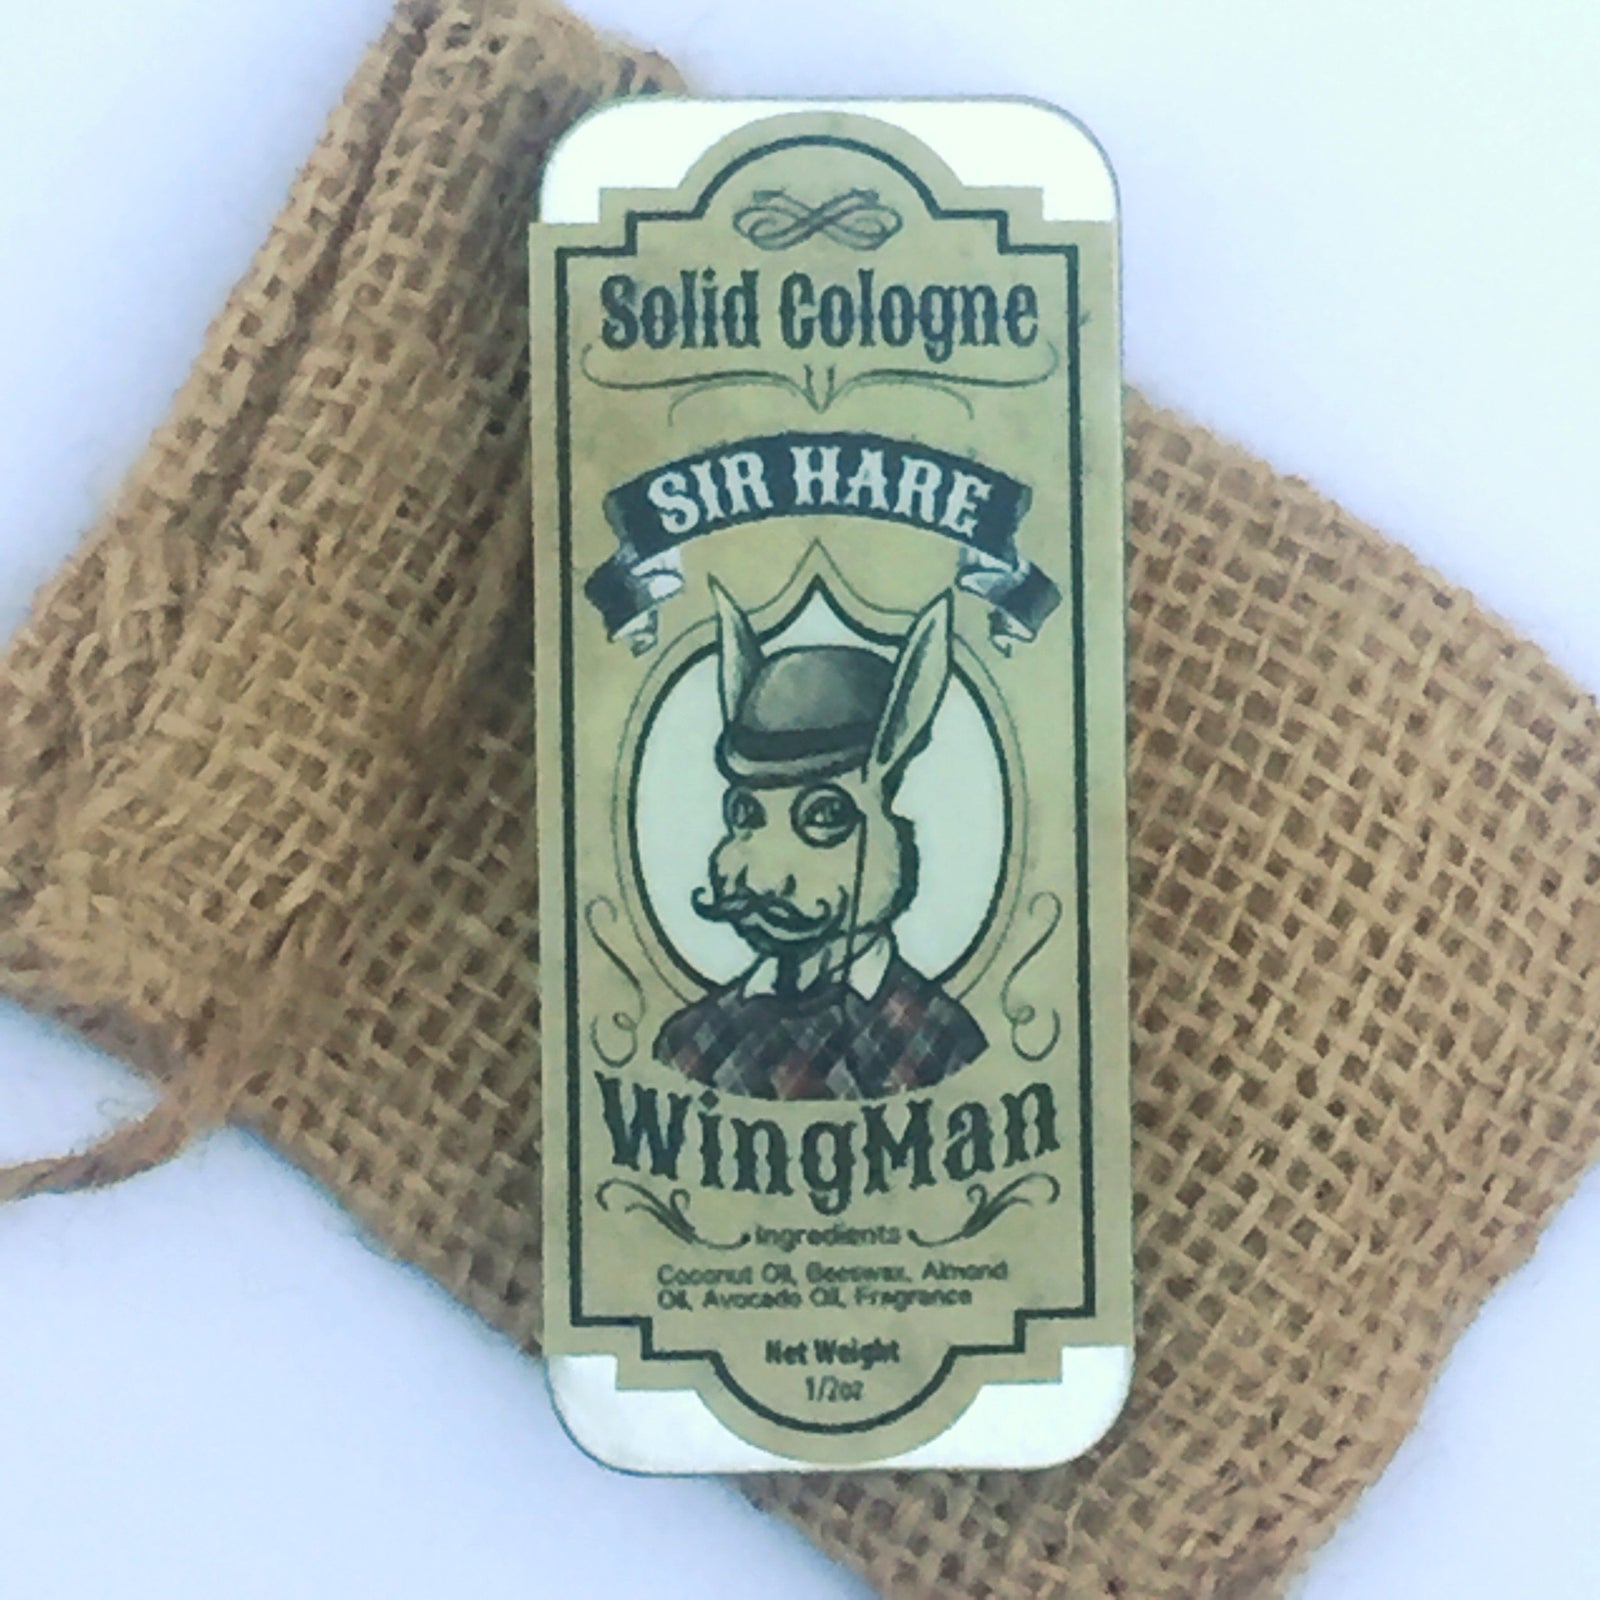 Solid Cologne
SIR HARE
WingMan
Ingredients
Coconut Oil, Beeswax, Almond
Oil, Avocado Oil, Fragrance
Net Weight
1/2oz